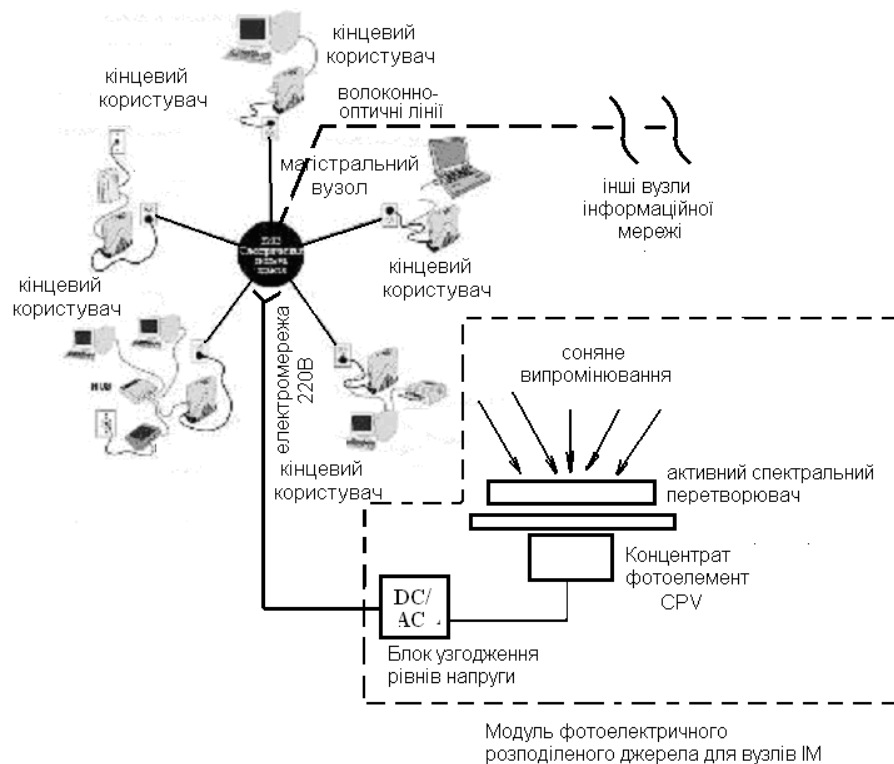 кінцевий
користувач
кінцевий
користувач
волоконно-
оптичні лінії
магістральний
вузол
інші вузли
інформаційної
мережі
кінцевий
користувач
кінцевий
користувач
HUB
електромережа
220В
кінцевий
користувач
соняне
випромінювання
активний спектральний
перетворювач
Концентрат
фотоелемент
CPV
DC/
AC
Блок узгодження
рівнів напруги
Модуль фотоелектричного
розподіленого джерела для вузлів ІМ